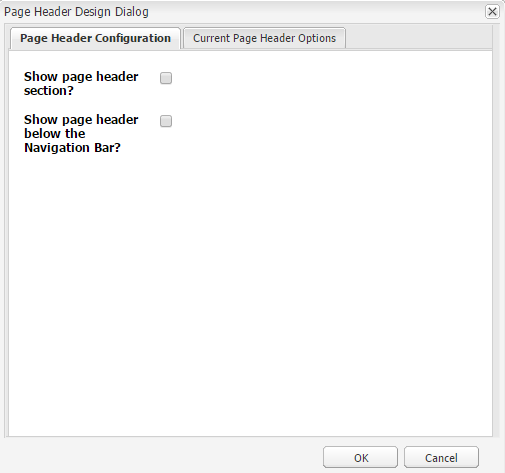 Page Header Design Dialog
Page Header Configuration
Current Page Header Options
Show page header
section?
Show page header
below the
Navigation Bar?
OK
Cancel